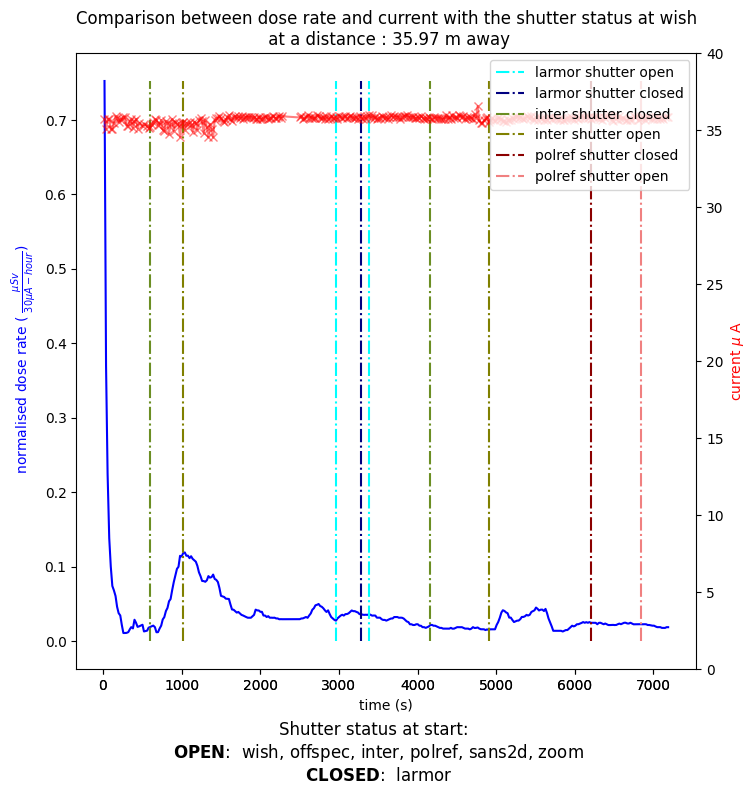 Comparison between dose rate and current with the shutter status at wish
at a distance : 35.97 m away
larmor shutter open
larmor shutter closed
inter shutter closed
inter shutter open
polref shutter closed
polref shutter open
normalised dose rate ( μSv / 30μA − hour )
0.7
0.6
0.5
0.4
0.3
0.2
0.1
0.0
40
35
30
25
20
15
10
5
0
current μ A
0 1000 2000 3000 4000 5000 6000 7000
time (s)
Shutter status at start:
OPEN: wish, offspec, inter, polref, sans2d, zoom
CLOSED: larmor